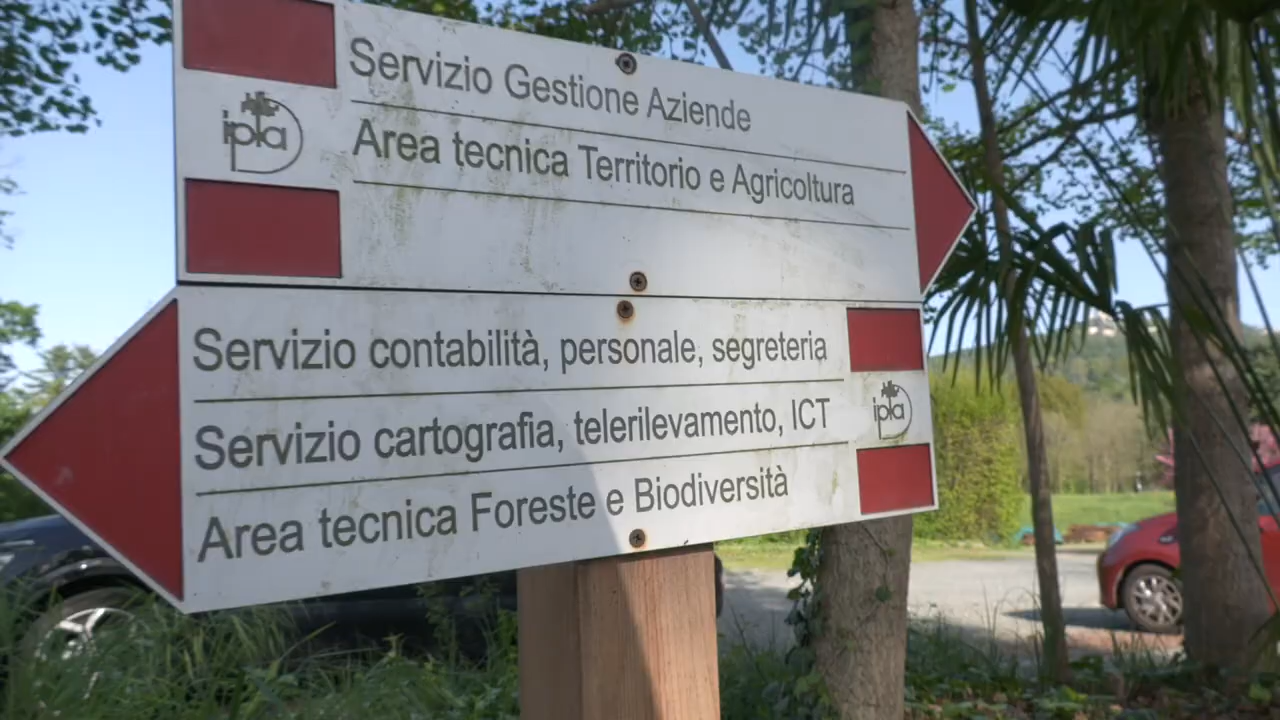 Servizio Gestione Aziende
ipla
Area tecnica Territorio e Agricoltura
Servizio contabilità, personale, segreteria
Servizio cartografia, telerilevamento, ICT
ipla
Area tecnica Foreste e Biodiversità